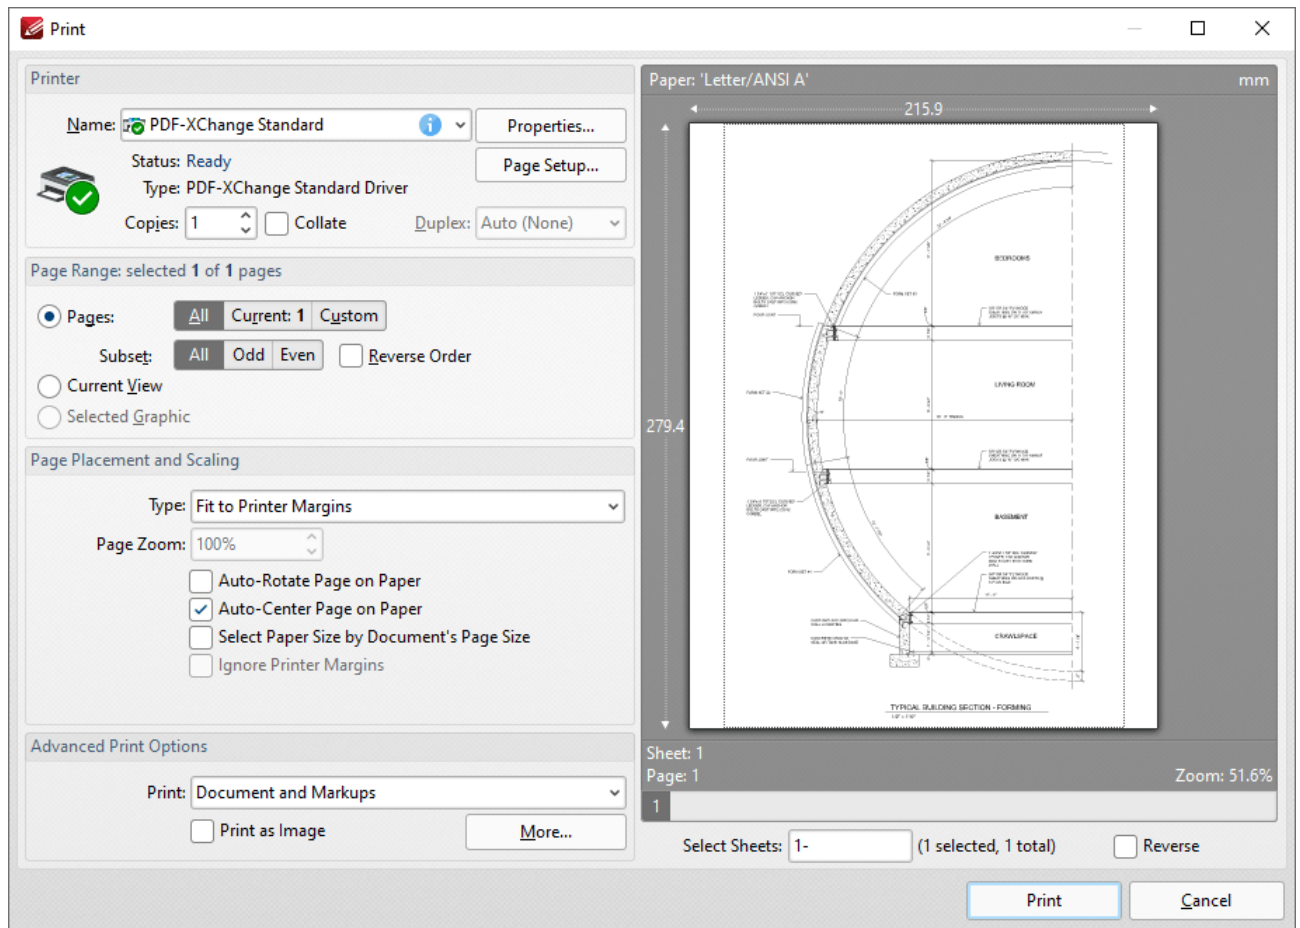 Print
Printer
Name: PDF-XChange Standard
Properties...
Status: Ready
Page Setup...
Type: PDF-XChange Standard Driver
Copies: 1
Collate
Duplex: Auto (None)
Page Range: selected 1 of 1 pages
Pages: All Current: 1 Custom
Subset: All Odd Even Reverse Order
Current View
Selected Graphic
Page Placement and Scaling
Type: Fit to Printer Margins
Page Zoom: 100%
Auto-Rotate Page on Paper
Auto-Center Page on Paper
Select Paper Size by Document's Page Size
Ignore Printer Margins
Advanced Print Options
Print: Document and Markups
Print as Image
More...
Paper: 'Letter/ANSI A' mm
215.9
279.4
BEDROOMS
LIVING ROOM
BASEMENT
CRAWLSPACE
TYPICAL BUILDING SECTION - FORMING
Sheet: 1
Page: 1 Zoom: 51.6%
1
Select Sheets: 1- (1 selected, 1 total) Reverse
Print Cancel